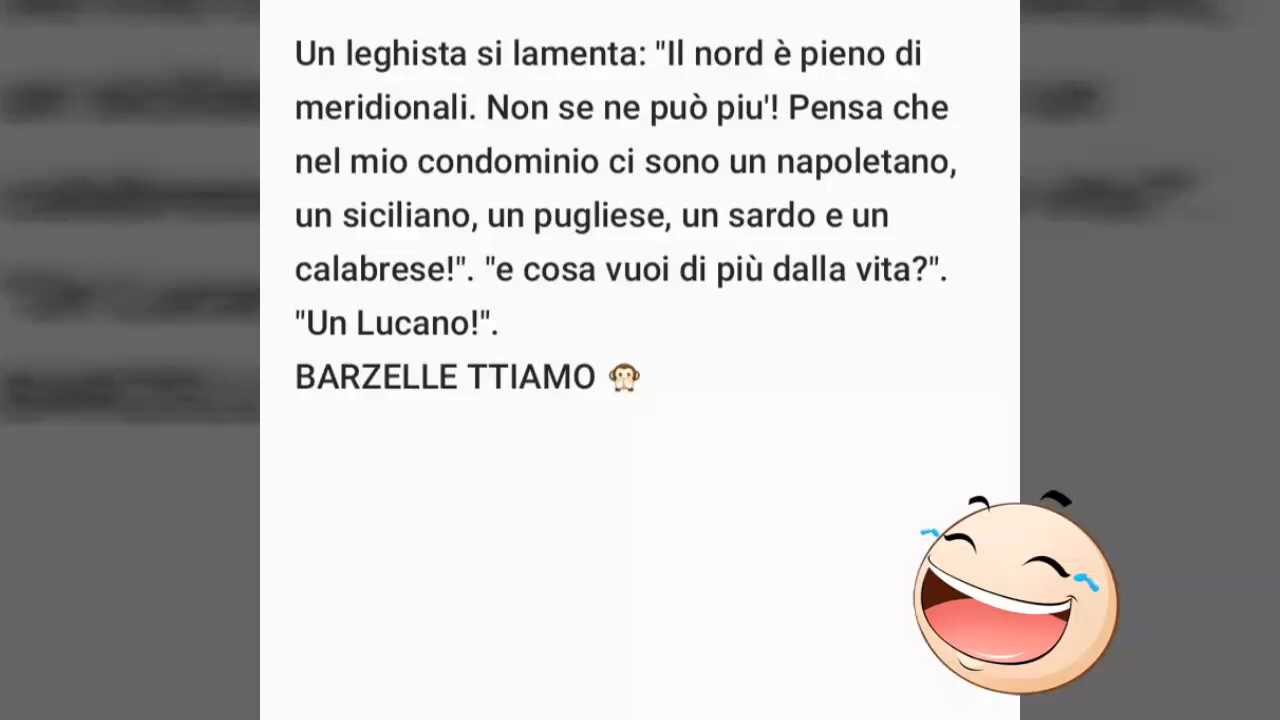 Un leghista si lamenta: "Il nord è pieno di
meridionali. Non se ne può piu'! Pensa che
nel mio condominio ci sono un napoletano,
un siciliano, un pugliese, un sardo e un
calabrese!". "e cosa vuoi di più dalla vita?".
"Un Lucano!".
BARZELLE TTIAMO 🙊